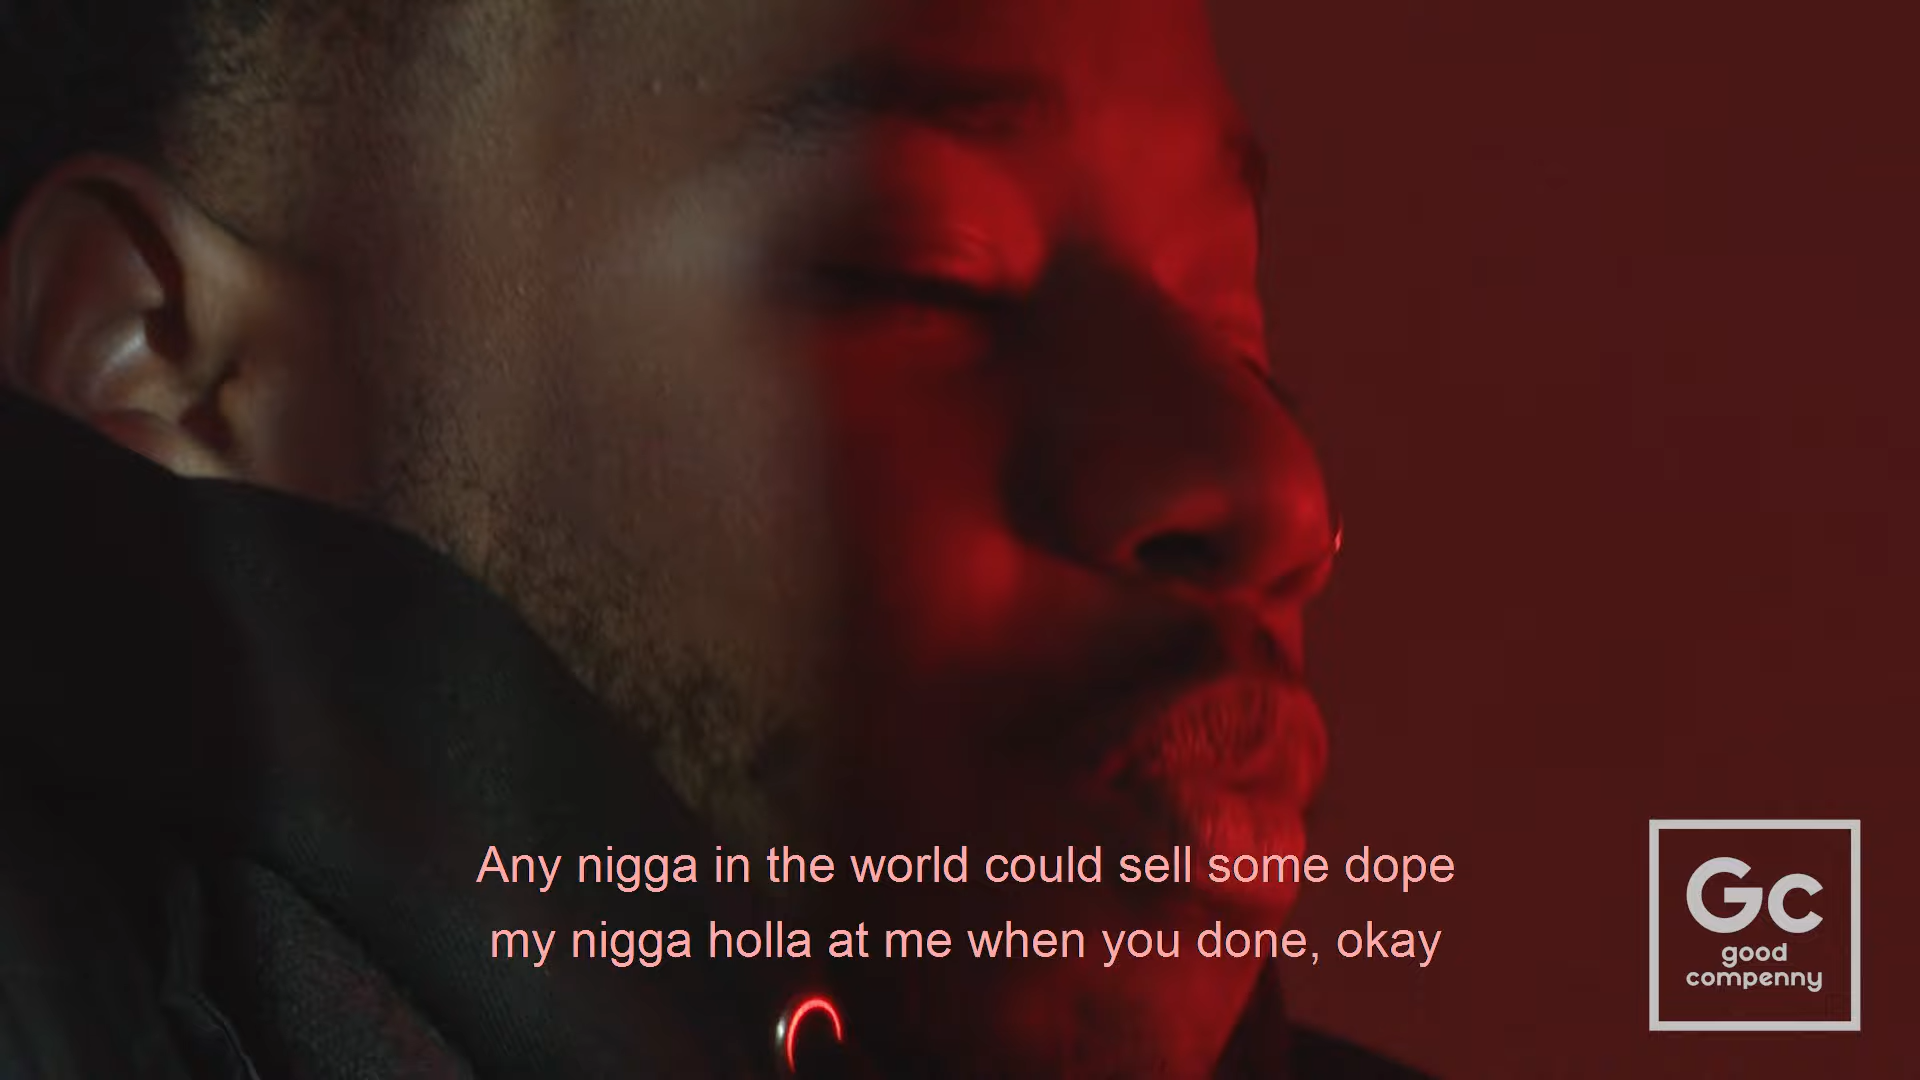 Any nigga in the world could sell some dope
my nigga holla at me when you done, okay
Gc
good
compenny